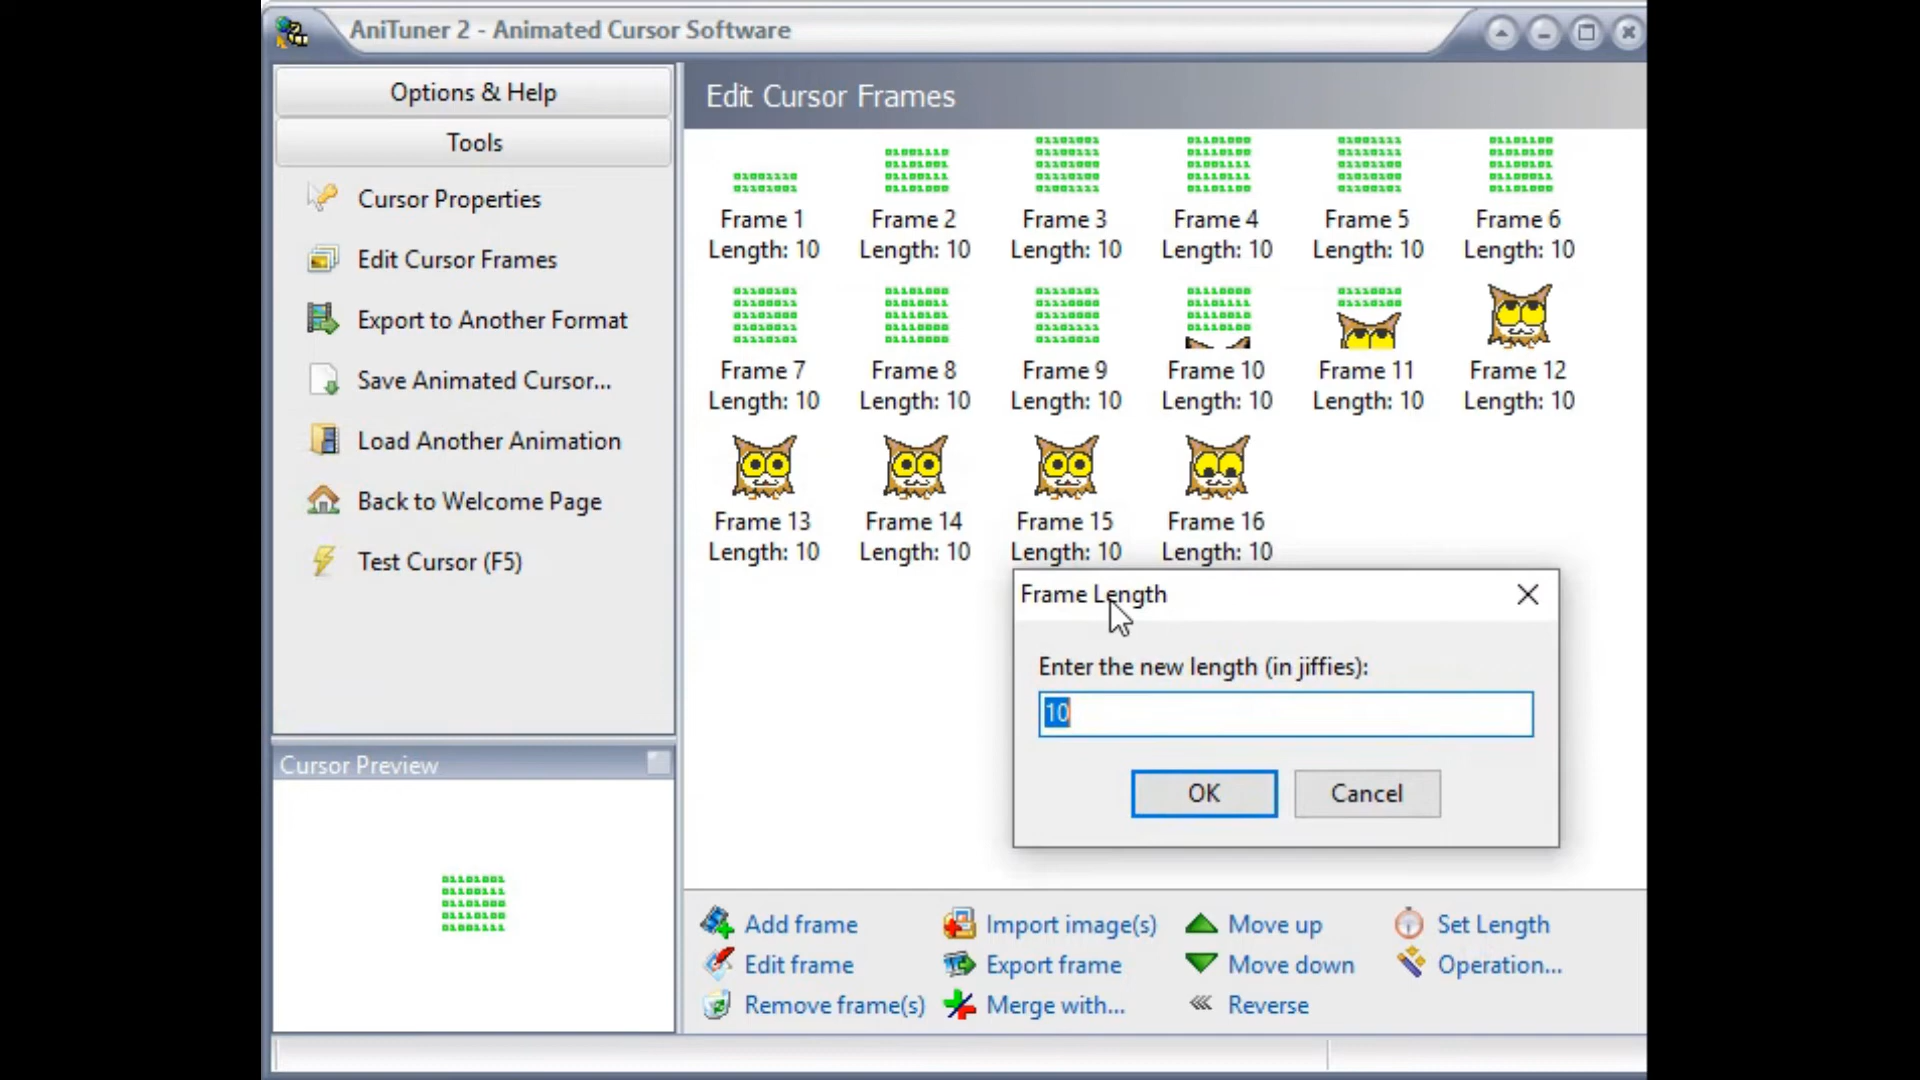 AniTuner 2 - Animated Cursor Software
Options & Help
Tools
Cursor Properties
Edit Cursor Frames
Export to Another Format
Save Animated Cursor...
Load Another Animation
Back to Welcome Page
Test Cursor (F5)
Cursor Preview
01101001
01100111
01101000
01110100
01001111
Edit Cursor Frames
Frame 1
Length: 10
Frame 2
Length: 10
Frame 3
Length: 10
Frame 4
Length: 10
Frame 5
Length: 10
Frame 6
Length: 10
Frame 7
Length: 10
Frame 8
Length: 10
Frame 9
Length: 10
Frame 10
Length: 10
Frame 11
Length: 10
Frame 12
Length: 10
Frame 13
Length: 10
Frame 14
Length: 10
Frame 15
Length: 10
Frame 16
Length: 10
Frame Length
Enter the new length (in jiffies):
10
OK
Cancel
Add frame
Import image(s)
Move up
Set Length
Edit frame
Export frame
Move down
Operation...
Remove frame(s)
Merge with...
Reverse